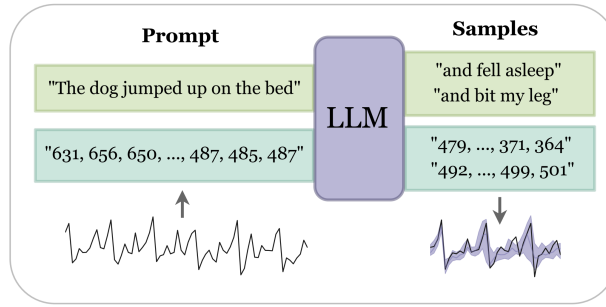 Prompt
Samples
"The dog jumped up on the bed"
LLM
"and fell asleep"
"and bit my leg"
"631, 656, 650, ..., 487, 485, 487"
"479, ..., 371, 364"
"492, ..., 499, 501"